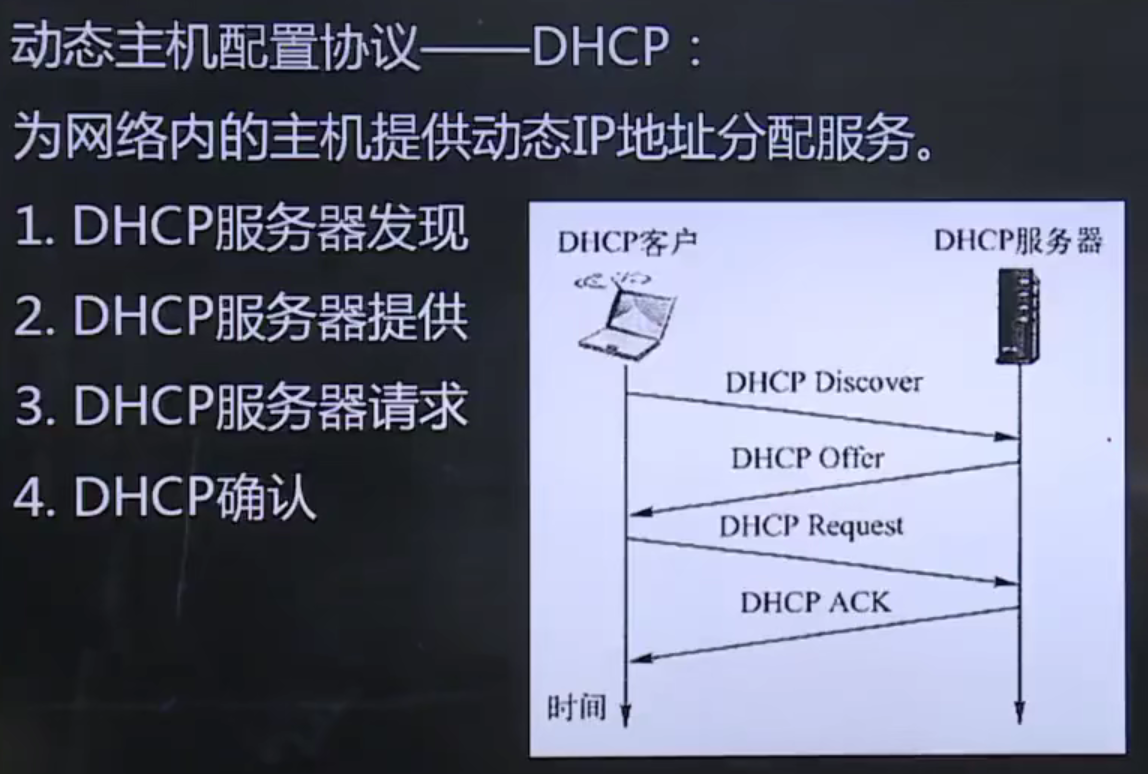 动态主机配置协议——DHCP：
为网络内的主机提供动态IP地址分配服务。
1. DHCP服务器发现
2. DHCP服务器提供
3. DHCP服务器请求
4. DHCP确认
DHCP客户
DHCP服务器
DHCP Discover
DHCP Offer
DHCP Request
DHCP ACK
时间